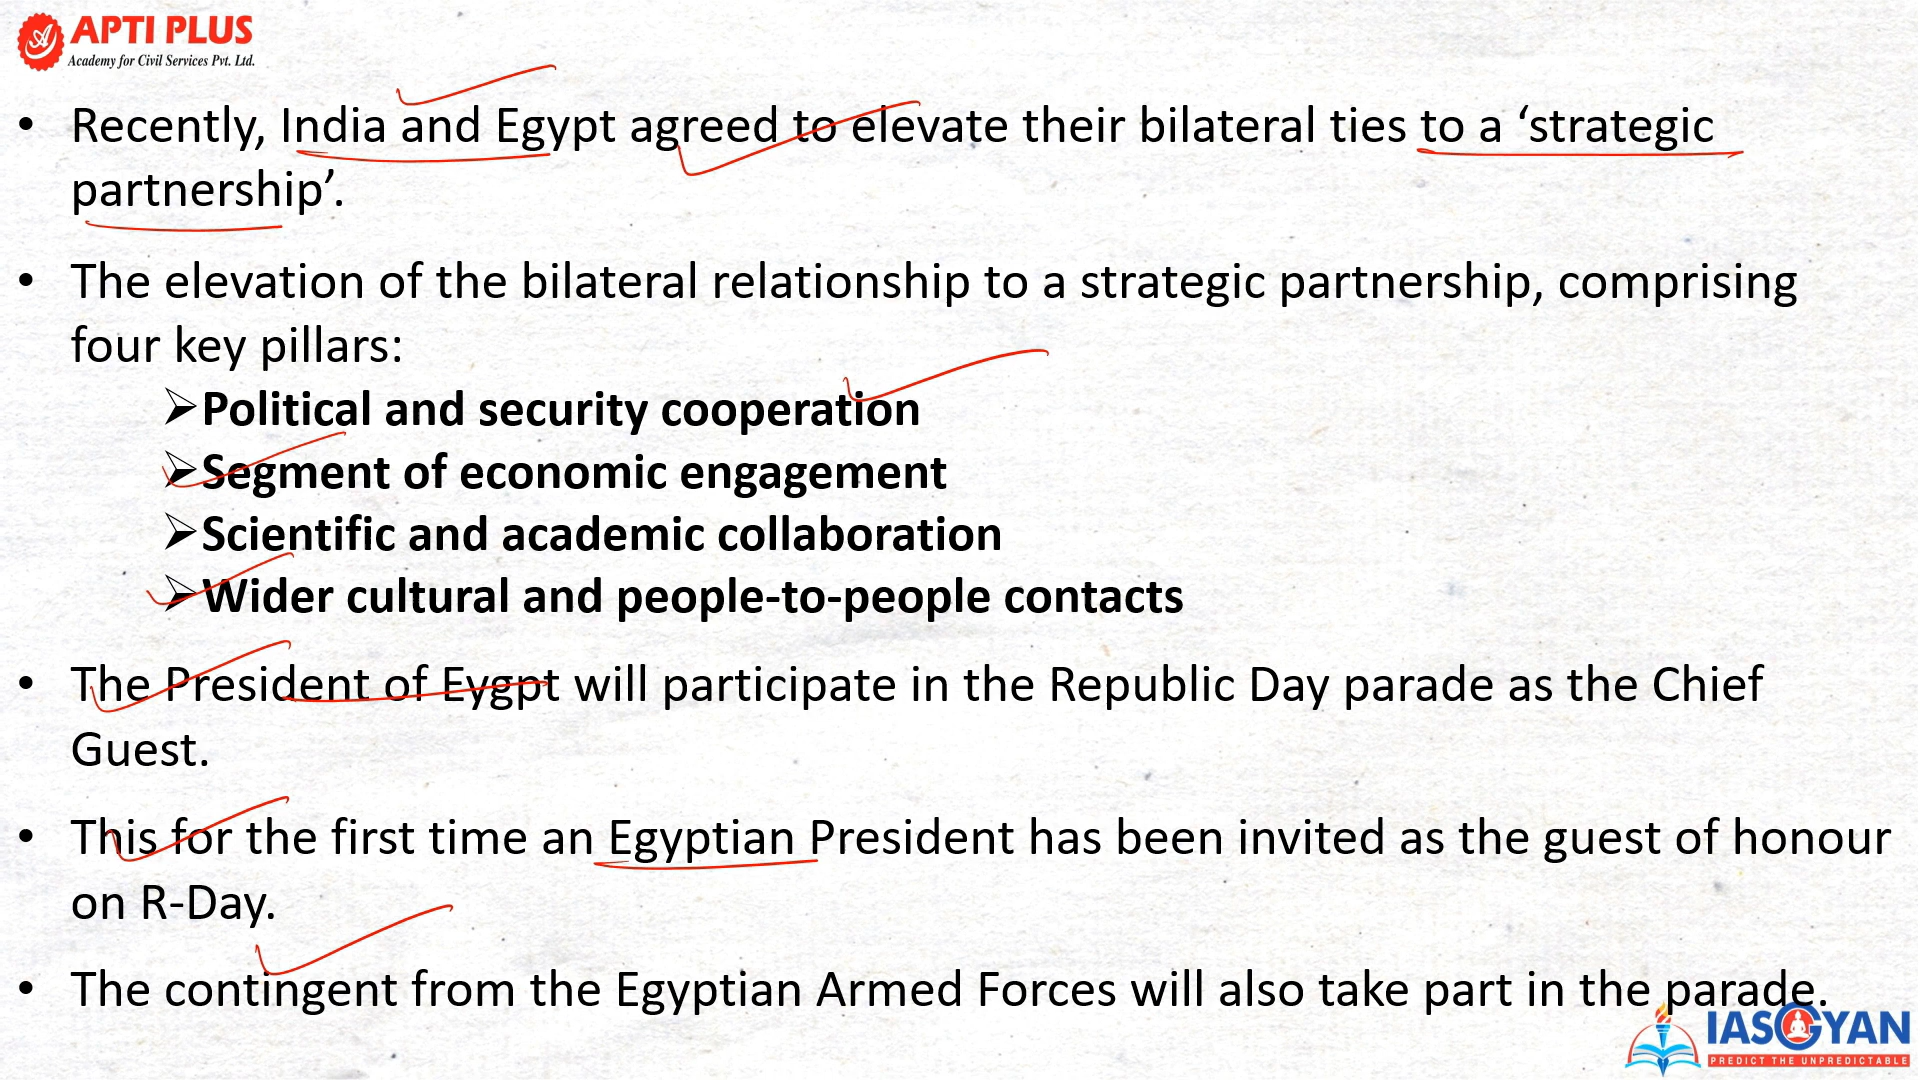 APTI PLUS
Academy for Civil Services Pvt. Ltd.
• Recently, India and Egypt agreed to elevate their bilateral ties to a ‘strategic
partnership’.
• The elevation of the bilateral relationship to a strategic partnership, comprising
four key pillars:
➢Political and security cooperation
➢Segment of economic engagement
➢Scientific and academic collaboration
➢Wider cultural and people-to-people contacts
• The President of Eygpt will participate in the Republic Day parade as the Chief
Guest.
• This for the first time an Egyptian President has been invited as the guest of honour
on R-Day.
• The contingent from the Egyptian Armed Forces will also take part in the parade.
IASGYAN
PREDICT THE UNPREDICTABLE